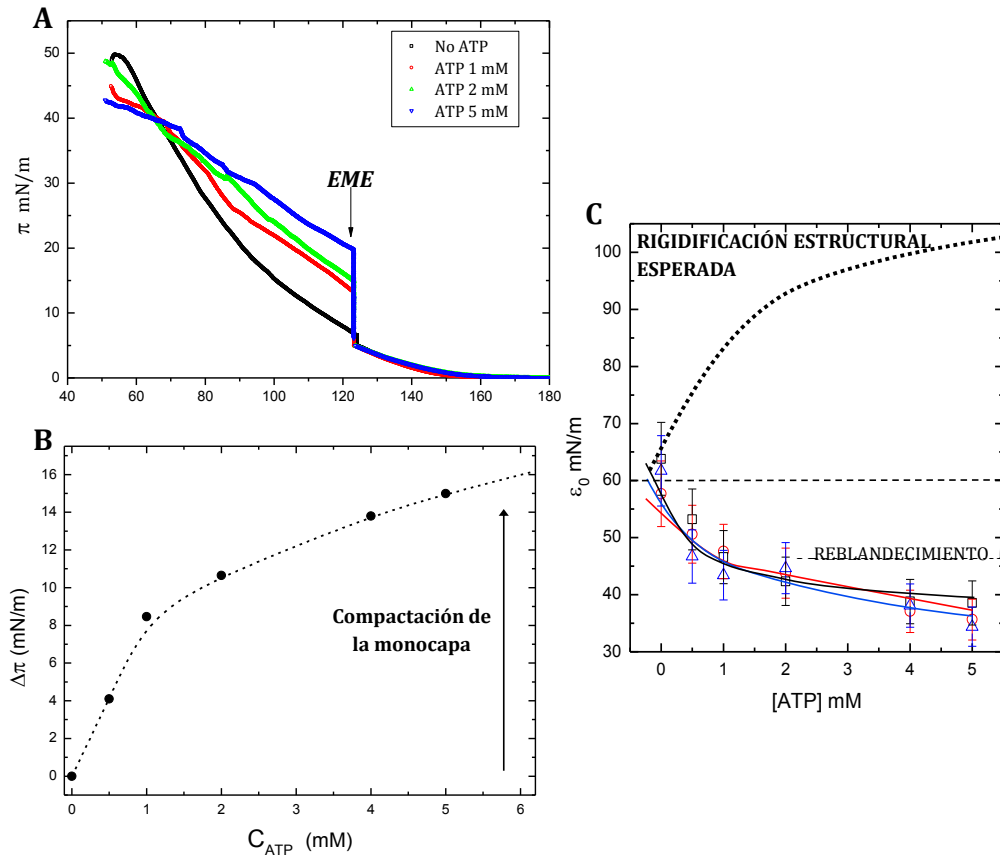 A
50
40
30
20
10
0
π mN/m
No ATP
ATP 1 mM
ATP 2 mM
ATP 5 mM
EME
40 60 80 100 120 140 160 180
B
16
14
12
10
8
6
4
2
0
Δπ (mN/m)
Compactación de
la monocapa
0 1 2 3 4 5 6
C_ATP (mM)
C
100
90
80
70
60
50
40
30
ε₀ mN/m
RIGIDIFICACIÓN ESTRUCTURAL
ESPERADA
REBLANDECIMIENTO
0 1 2 3 4 5
[ATP] mM